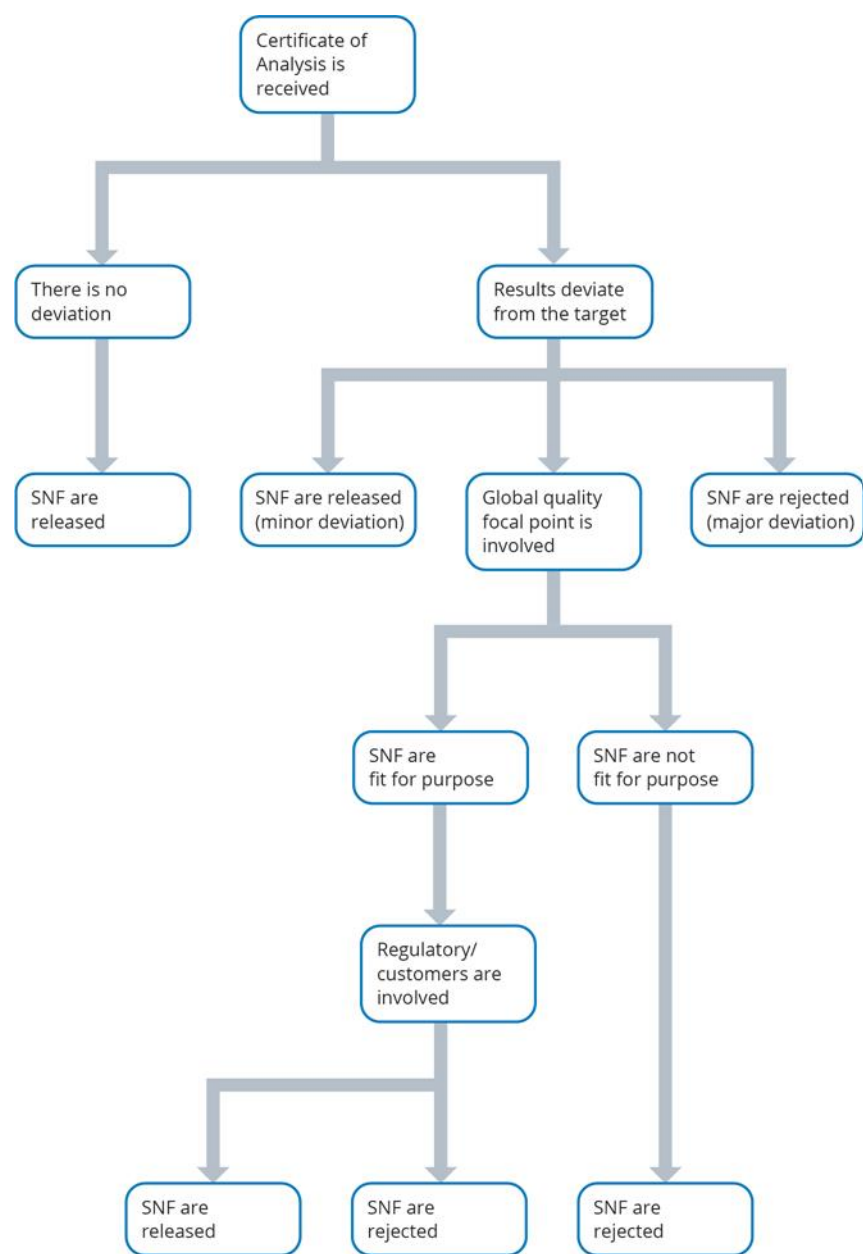 Certificate of
Analysis is
received
There is no
deviation
Results deviate
from the target
SNF are
released
SNF are released
(minor deviation)
Global quality
focal point is
involved
SNF are rejected
(major deviation)
SNF are
fit for purpose
SNF are not
fit for purpose
Regulatory/
customers are
involved
SNF are
released
SNF are
rejected
SNF are
rejected